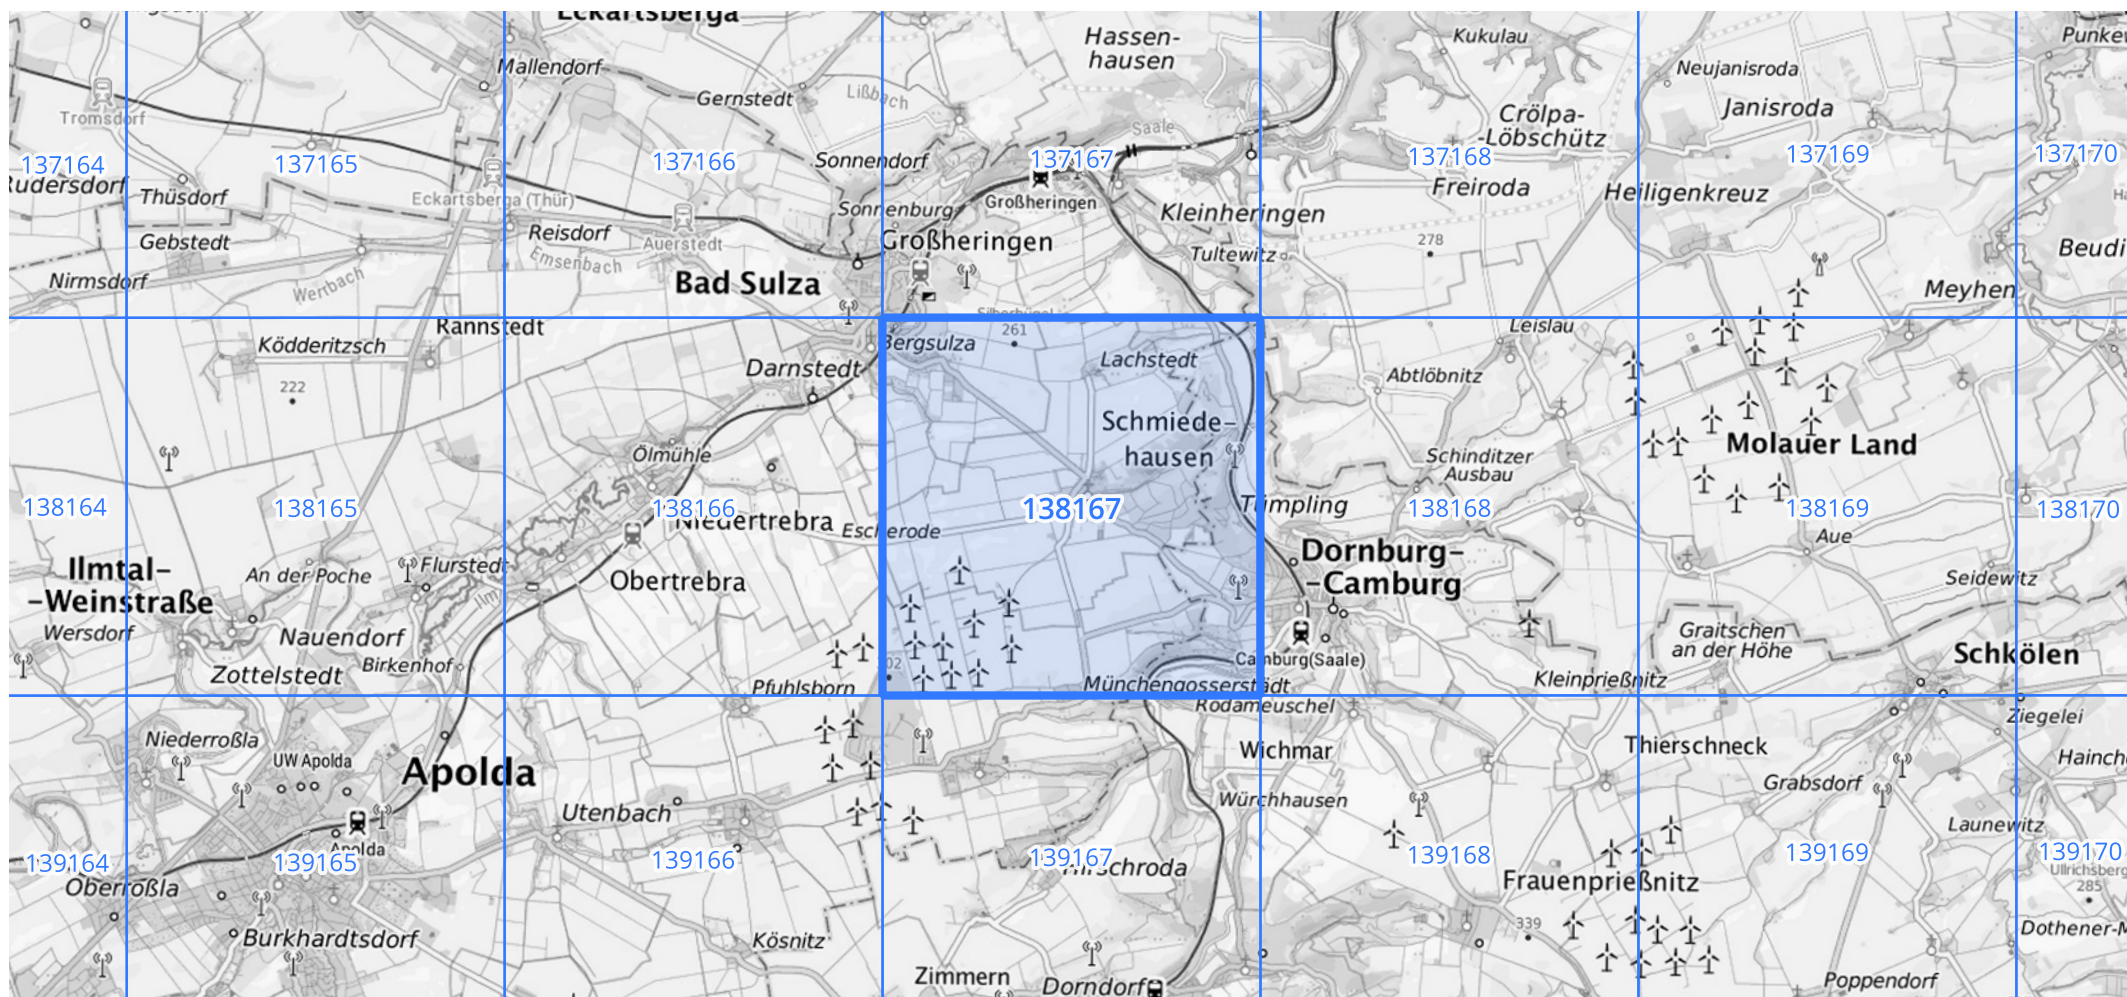 Eckartsberga
Hassen-
hausen
Kukulau
Mallendorf
Gernstedt
Lißbach
Neujanisroda
Janisroda
Crölpa-
-Löbschütz
Tromsdorf
Saale
137164
137165
137166
137167
137168
137169
137170
Rudersdorf
Thüsdorf
Eckartsberga (Thür)
Sonnendorf
Sonnenburg
Großheringen
Kleinheringen
Freiroda
Heiligenkreuz
Gebstedt
Reisdorf
Auerstedt
Großheringen
Tultewitz
278
Nirmsdorf
Wertbach
Emsenbach
Bad Sulza
Meyhen
Silberhügel
Rannstedt
Ködderitzsch
222
Darnstedt
Bergsulza
261
Lachstedt
Leislau
Abtlöbnitz
Schmiede-
hausen
Molauer Land
Ölmühle
Schinditzer
Ausbau
138164
138165
138166
138167
138168
138169
138170
Niedertrebra
Escherode
Tümpling
Aue
Ilmtal-
-Weinstraße
An der Poche
Flurstedt
Ilm
Obertrebra
Dornburg-
-Camburg
Seidewitz
Wersdorf
Nauendorf
Birkenhof
Zottelstedt
Graitschen
an der Höhe
Schkölen
Camburg(Saale)
Pfuhlsborn
Münchengosserstädt
Kleinprießnitz
Rodameuschel
Ziegelei
Niederroßla
UW Apolda
Apolda
Wichmar
Thierschneck
Utenbach
Würchhausen
Grabsdorf
Launewitz
Apolda
139164
139165
139166
139167
139168
139169
139170
Oberroßla
Hirschroda
Frauenprießnitz
Ullrichsberg
285
339
Burkhardtsdorf
Kösnitz
Zimmern
Dorndorf
Poppendorf